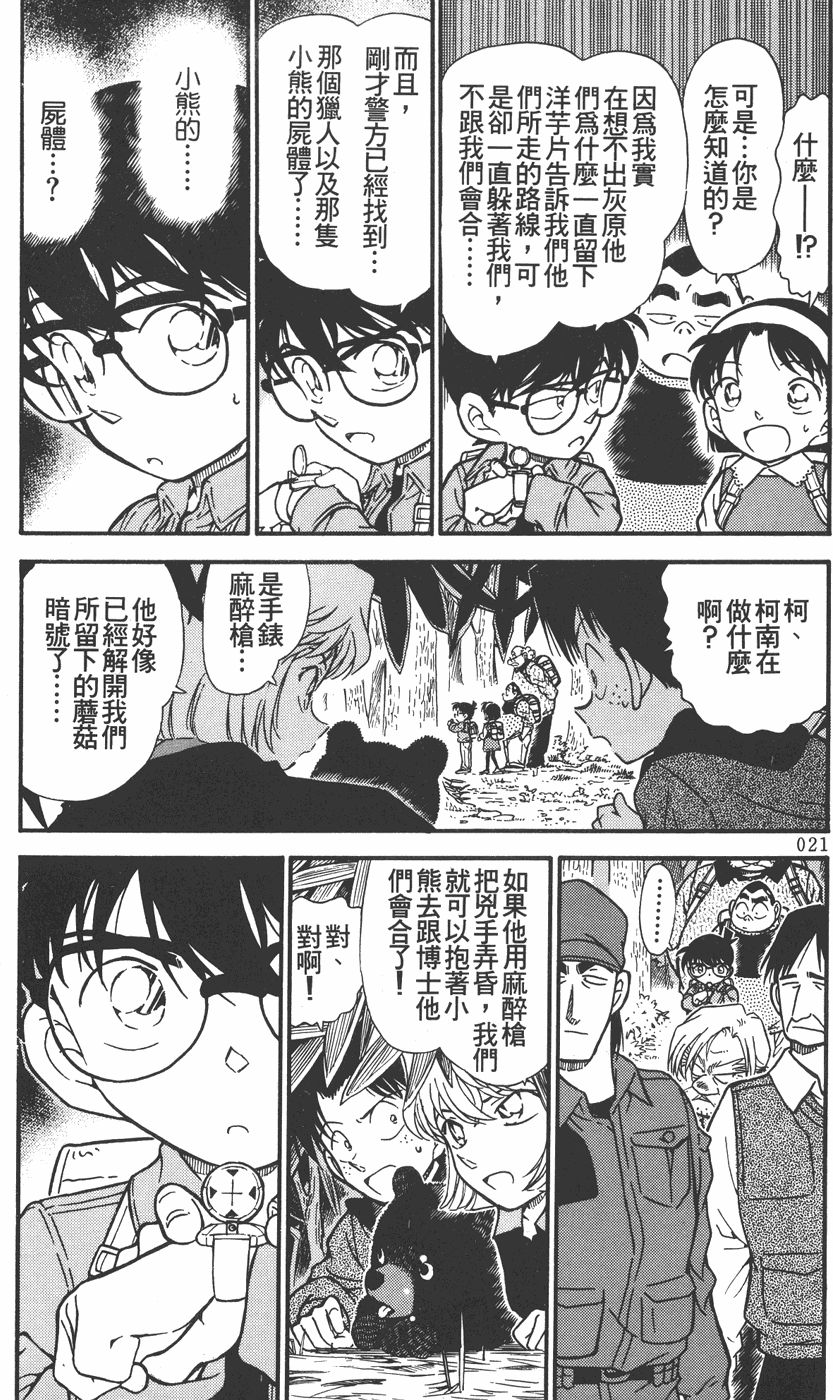 什麼——!?
可是…你是
怎麼知道的?
因爲我實
在想不出灰原他
們爲什麼一直留下
洋芋片告訴我們他
們所走的路線，可
是卻一直躲著我們，
不跟我們會合……
而且，
剛才警方已經找到…
那個獵人以及那隻
小熊的屍體了……
小熊的……
屍體…?
柯、
柯南在
做什麼
啊?
是手錶
麻醉槍…
他好像
已經解開我們
所留下的蘑菇
暗號了……
021
……
如果他用麻醉槍
把兇手弄昏，我們
就可以抱著小
熊去跟博士他
們會合了!
對、
對啊!